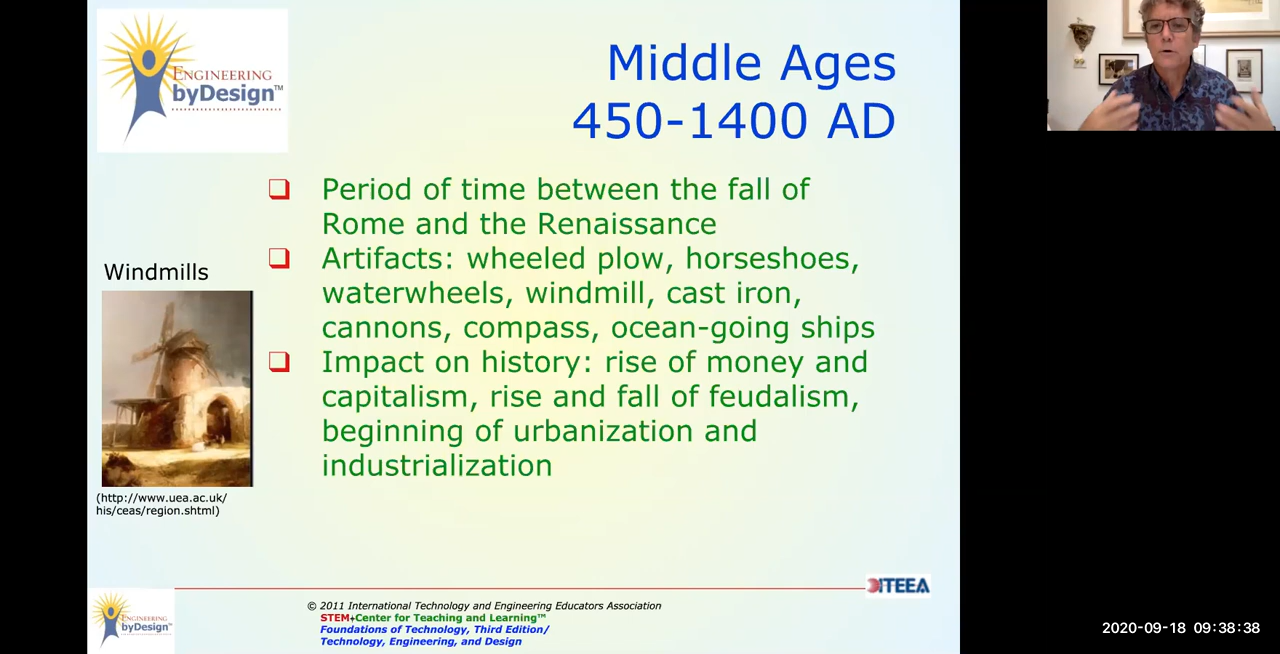 ENGINEERING
byDesign™
Middle Ages
450-1400 AD
Period of time between the fall of
Rome and the Renaissance
Artifacts: wheeled plow, horseshoes,
waterwheels, windmill, cast iron,
cannons, compass, ocean-going ships
Impact on history: rise of money and
capitalism, rise and fall of feudalism,
beginning of urbanization and
industrialization
Windmills
(http://www.uea.ac.uk/
his/ceas/region.shtml)
ENGINEERING
byDesign™
© 2011 International Technology and Engineering Educators Association
STEM+Center for Teaching and Learning™
Foundations of Technology, Third Edition/
Technology, Engineering, and Design
ITEEA
2020-09-18 09:38:38